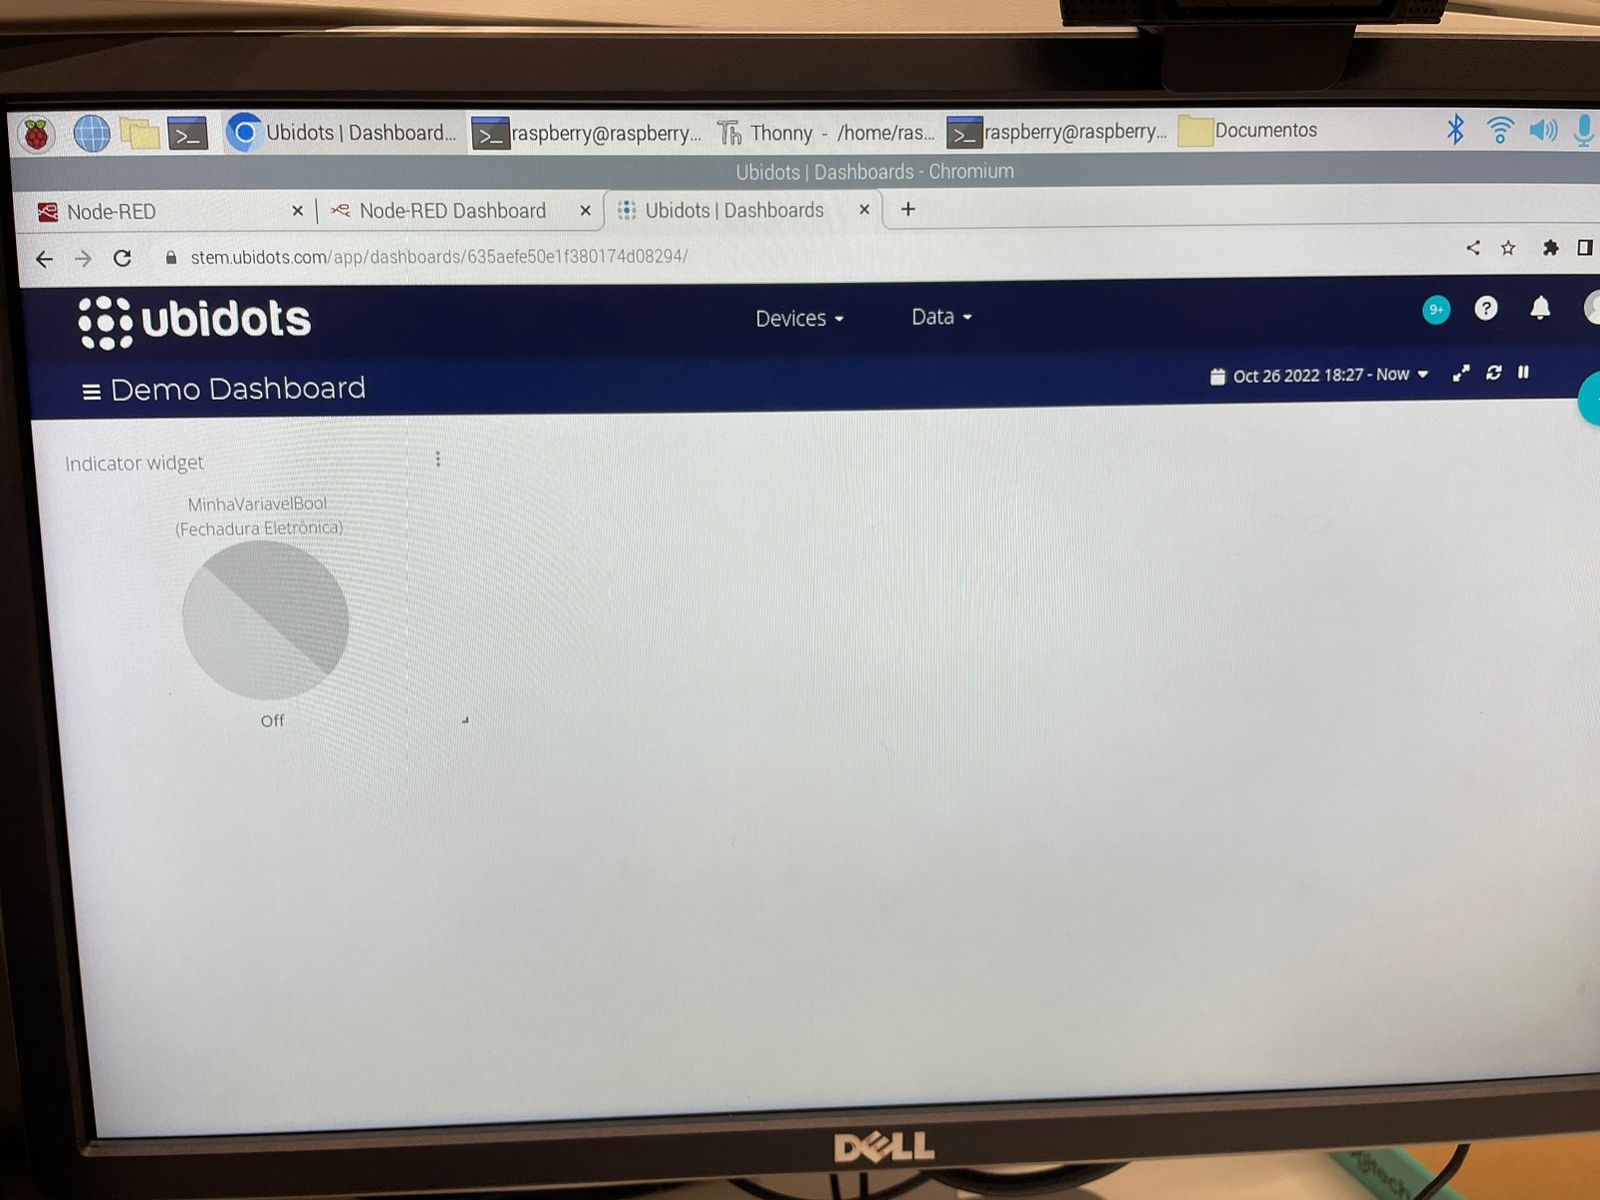 Ubidots | Dashboard...
raspberry@raspberry...
Thonny - /home/ras...
raspberry@raspberry...
Documentos
Ubidots | Dashboards - Chromium
Node-RED
Node-RED Dashboard
Ubidots | Dashboards
stem.ubidots.com/app/dashboards/635aefe50e1f380174d08294/
ubidots
Devices
Data
9+
?
Demo Dashboard
Oct 26 2022 18:27 - Now
Indicator widget
MinhaVariavelBool
(Fechadura Eletrônica)
Off
DELL